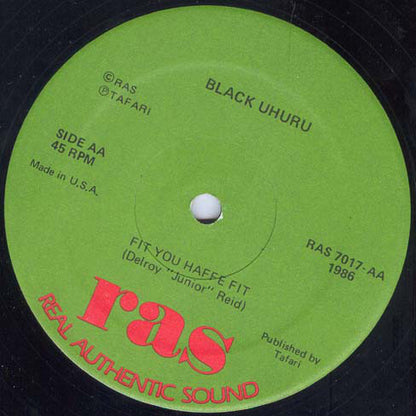 ©RAS
℗TAFARI
BLACK UHURU
SIDE AA
45 RPM
Made in U.S.A.
RAS 7017-AA
1986
FIT YOU HAFFE FIT
(Delroy "Junior" Reid)
Published by
Tafari
ras
REAL AUTHENTIC SOUND